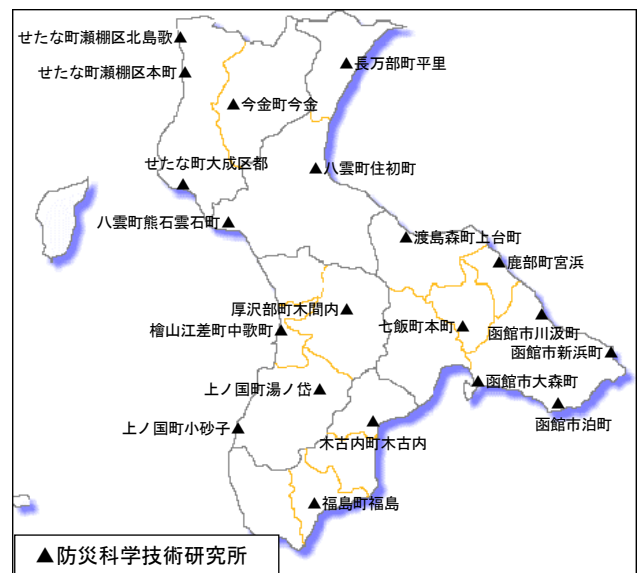 せたな町瀬棚区北島歌
せたな町瀬棚区本町
長万部町平里
今金町今金
せたな町大成区都
八雲町住初町
八雲町熊石雲石町
渡島森町上台町
鹿部町宮浜
厚沢部町木間内
七飯町本町
函館市川汲町
檜山江差町中歌町
函館市新浜町
上ノ国町湯ノ岱
函館市大森町
函館市泊町
上ノ国町小砂子
木古内町木古内
福島町福島
▲防災科学技術研究所